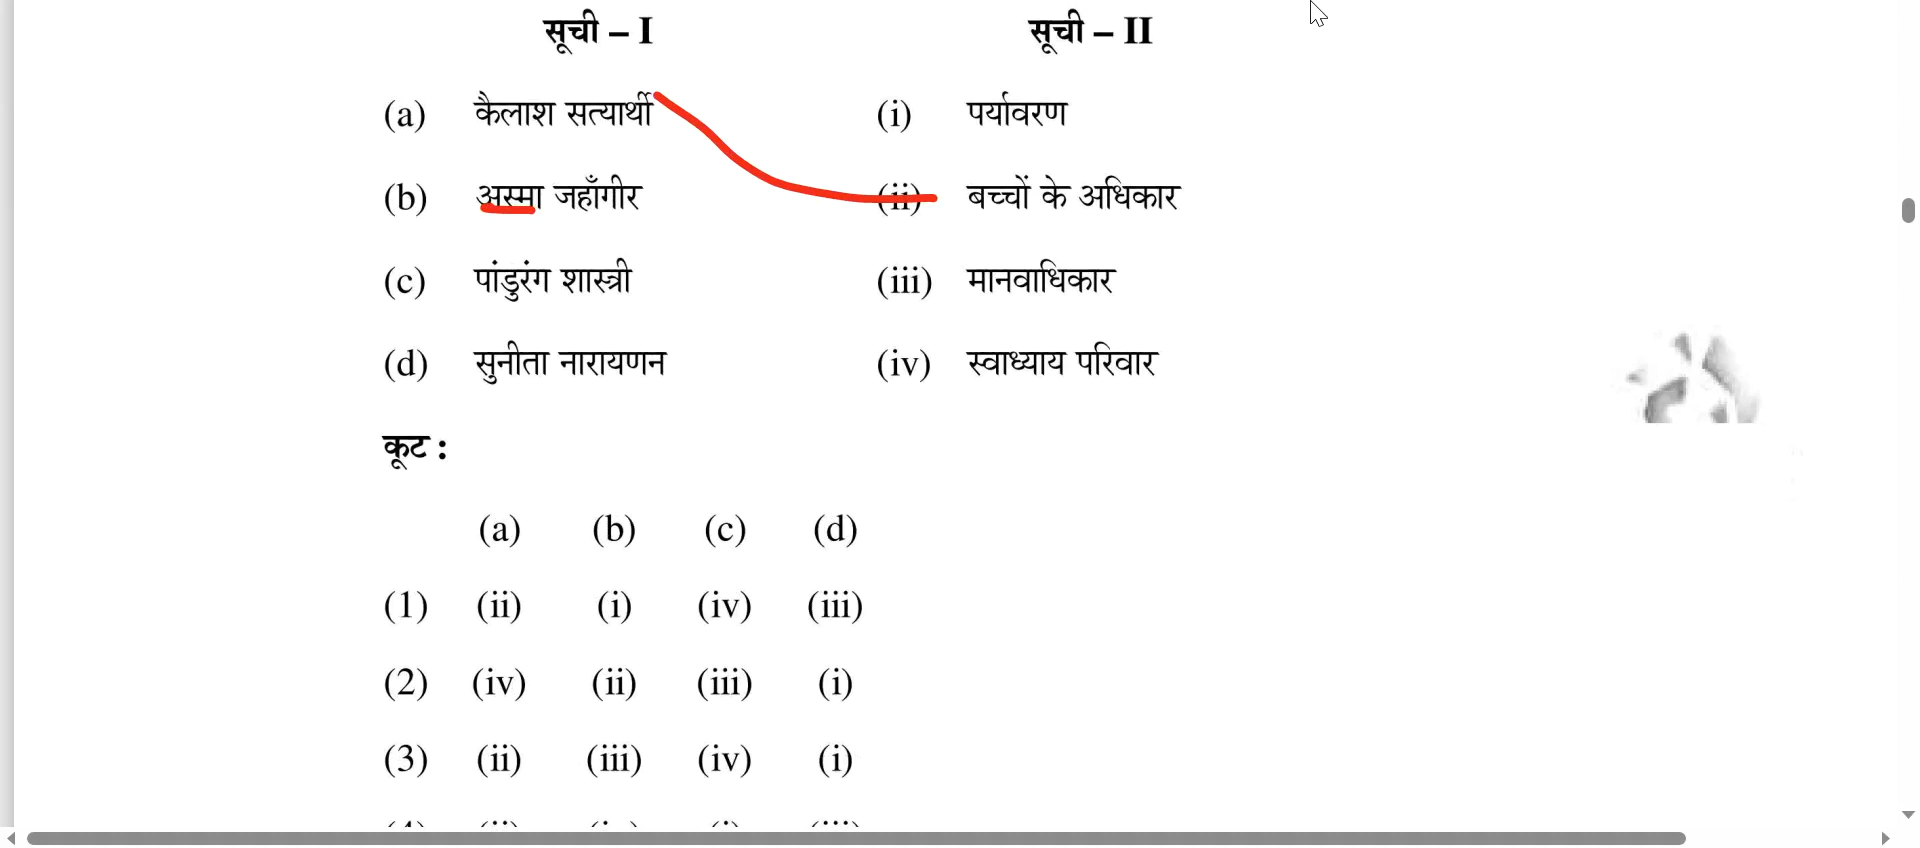 सूची – I सूची – II
(a) कैलाश सत्यार्थी (i) पर्यावरण
(b) अस्मा जहाँगीर (ii) बच्चों के अधिकार
(c) पांडुरंग शास्त्री (iii) मानवाधिकार
(d) सुनीता नारायणन (iv) स्वाध्याय परिवार
कूट :
(a) (b) (c) (d)
(1) (ii) (i) (iv) (iii)
(2) (iv) (ii) (iii) (i)
(3) (ii) (iii) (iv) (i)